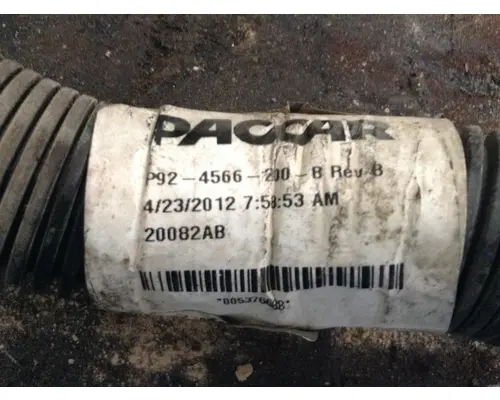 PACCAR
P92-4566-200-B Rev B
4/23/2012 7:58:53 AM
20082AB